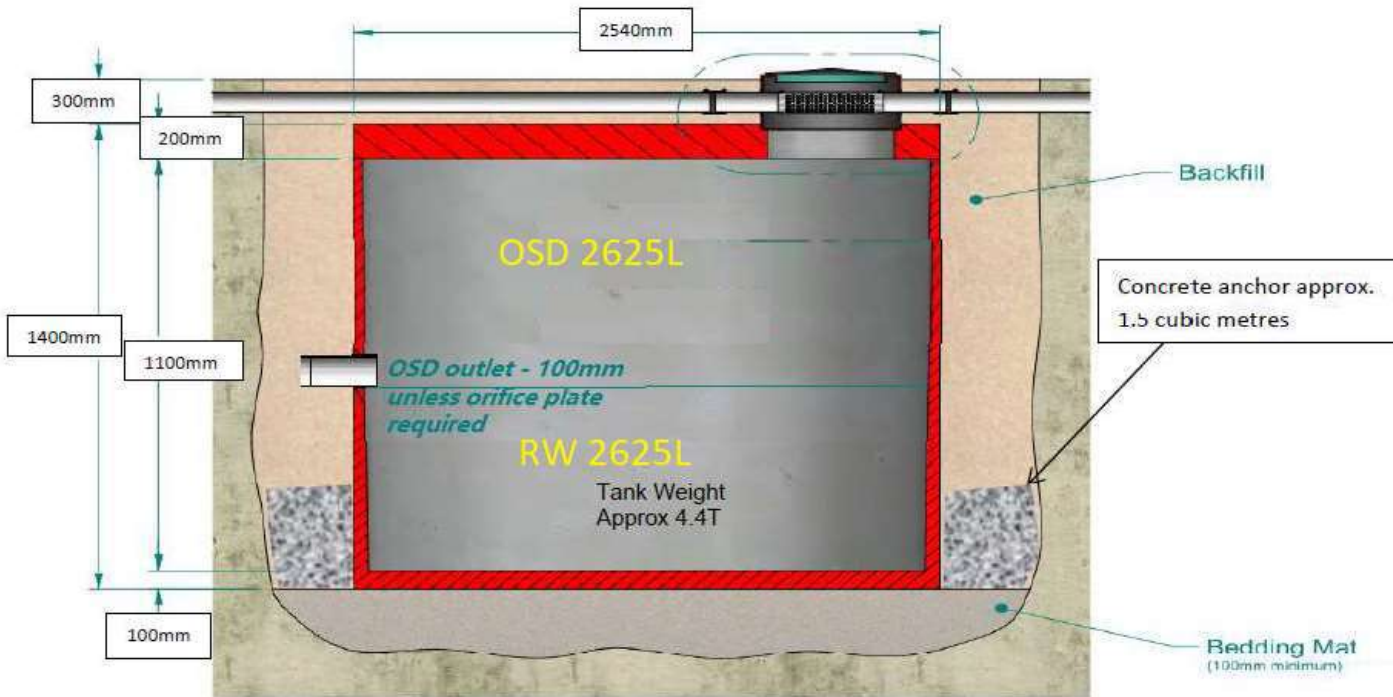 2540mm
300mm
200mm
Backfill
OSD 2625L
Concrete anchor approx.
1.5 cubic metres
1400mm
1100mm
OSD outlet - 100mm
unless orifice plate
required
RW 2625L
Tank Weight
Approx 4.4T
100mm
Bedding Mat
(100mm minimum)